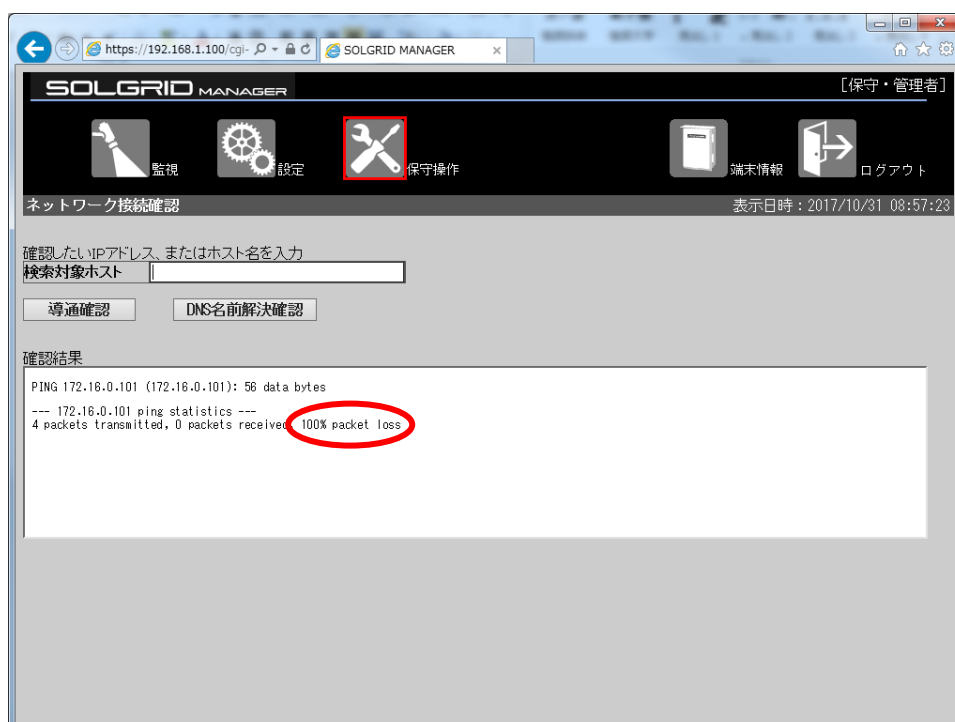 https://192.168.1.100/cgi-
SOLGRID MANAGER
SOLGRID MANAGER
[保守・管理者]
監視
設定
保守操作
端末情報
ログアウト
ネットワーク接続確認
表示日時：2017/10/31 08:57:23
確認したいIPアドレス、またはホスト名を入力
検索対象ホスト
導通確認
DNS名前解決確認
確認結果
PING 172.16.0.101 (172.16.0.101): 56 data bytes
--- 172.16.0.101 ping statistics ---
4 packets transmitted, 0 packets received, 100% packet loss